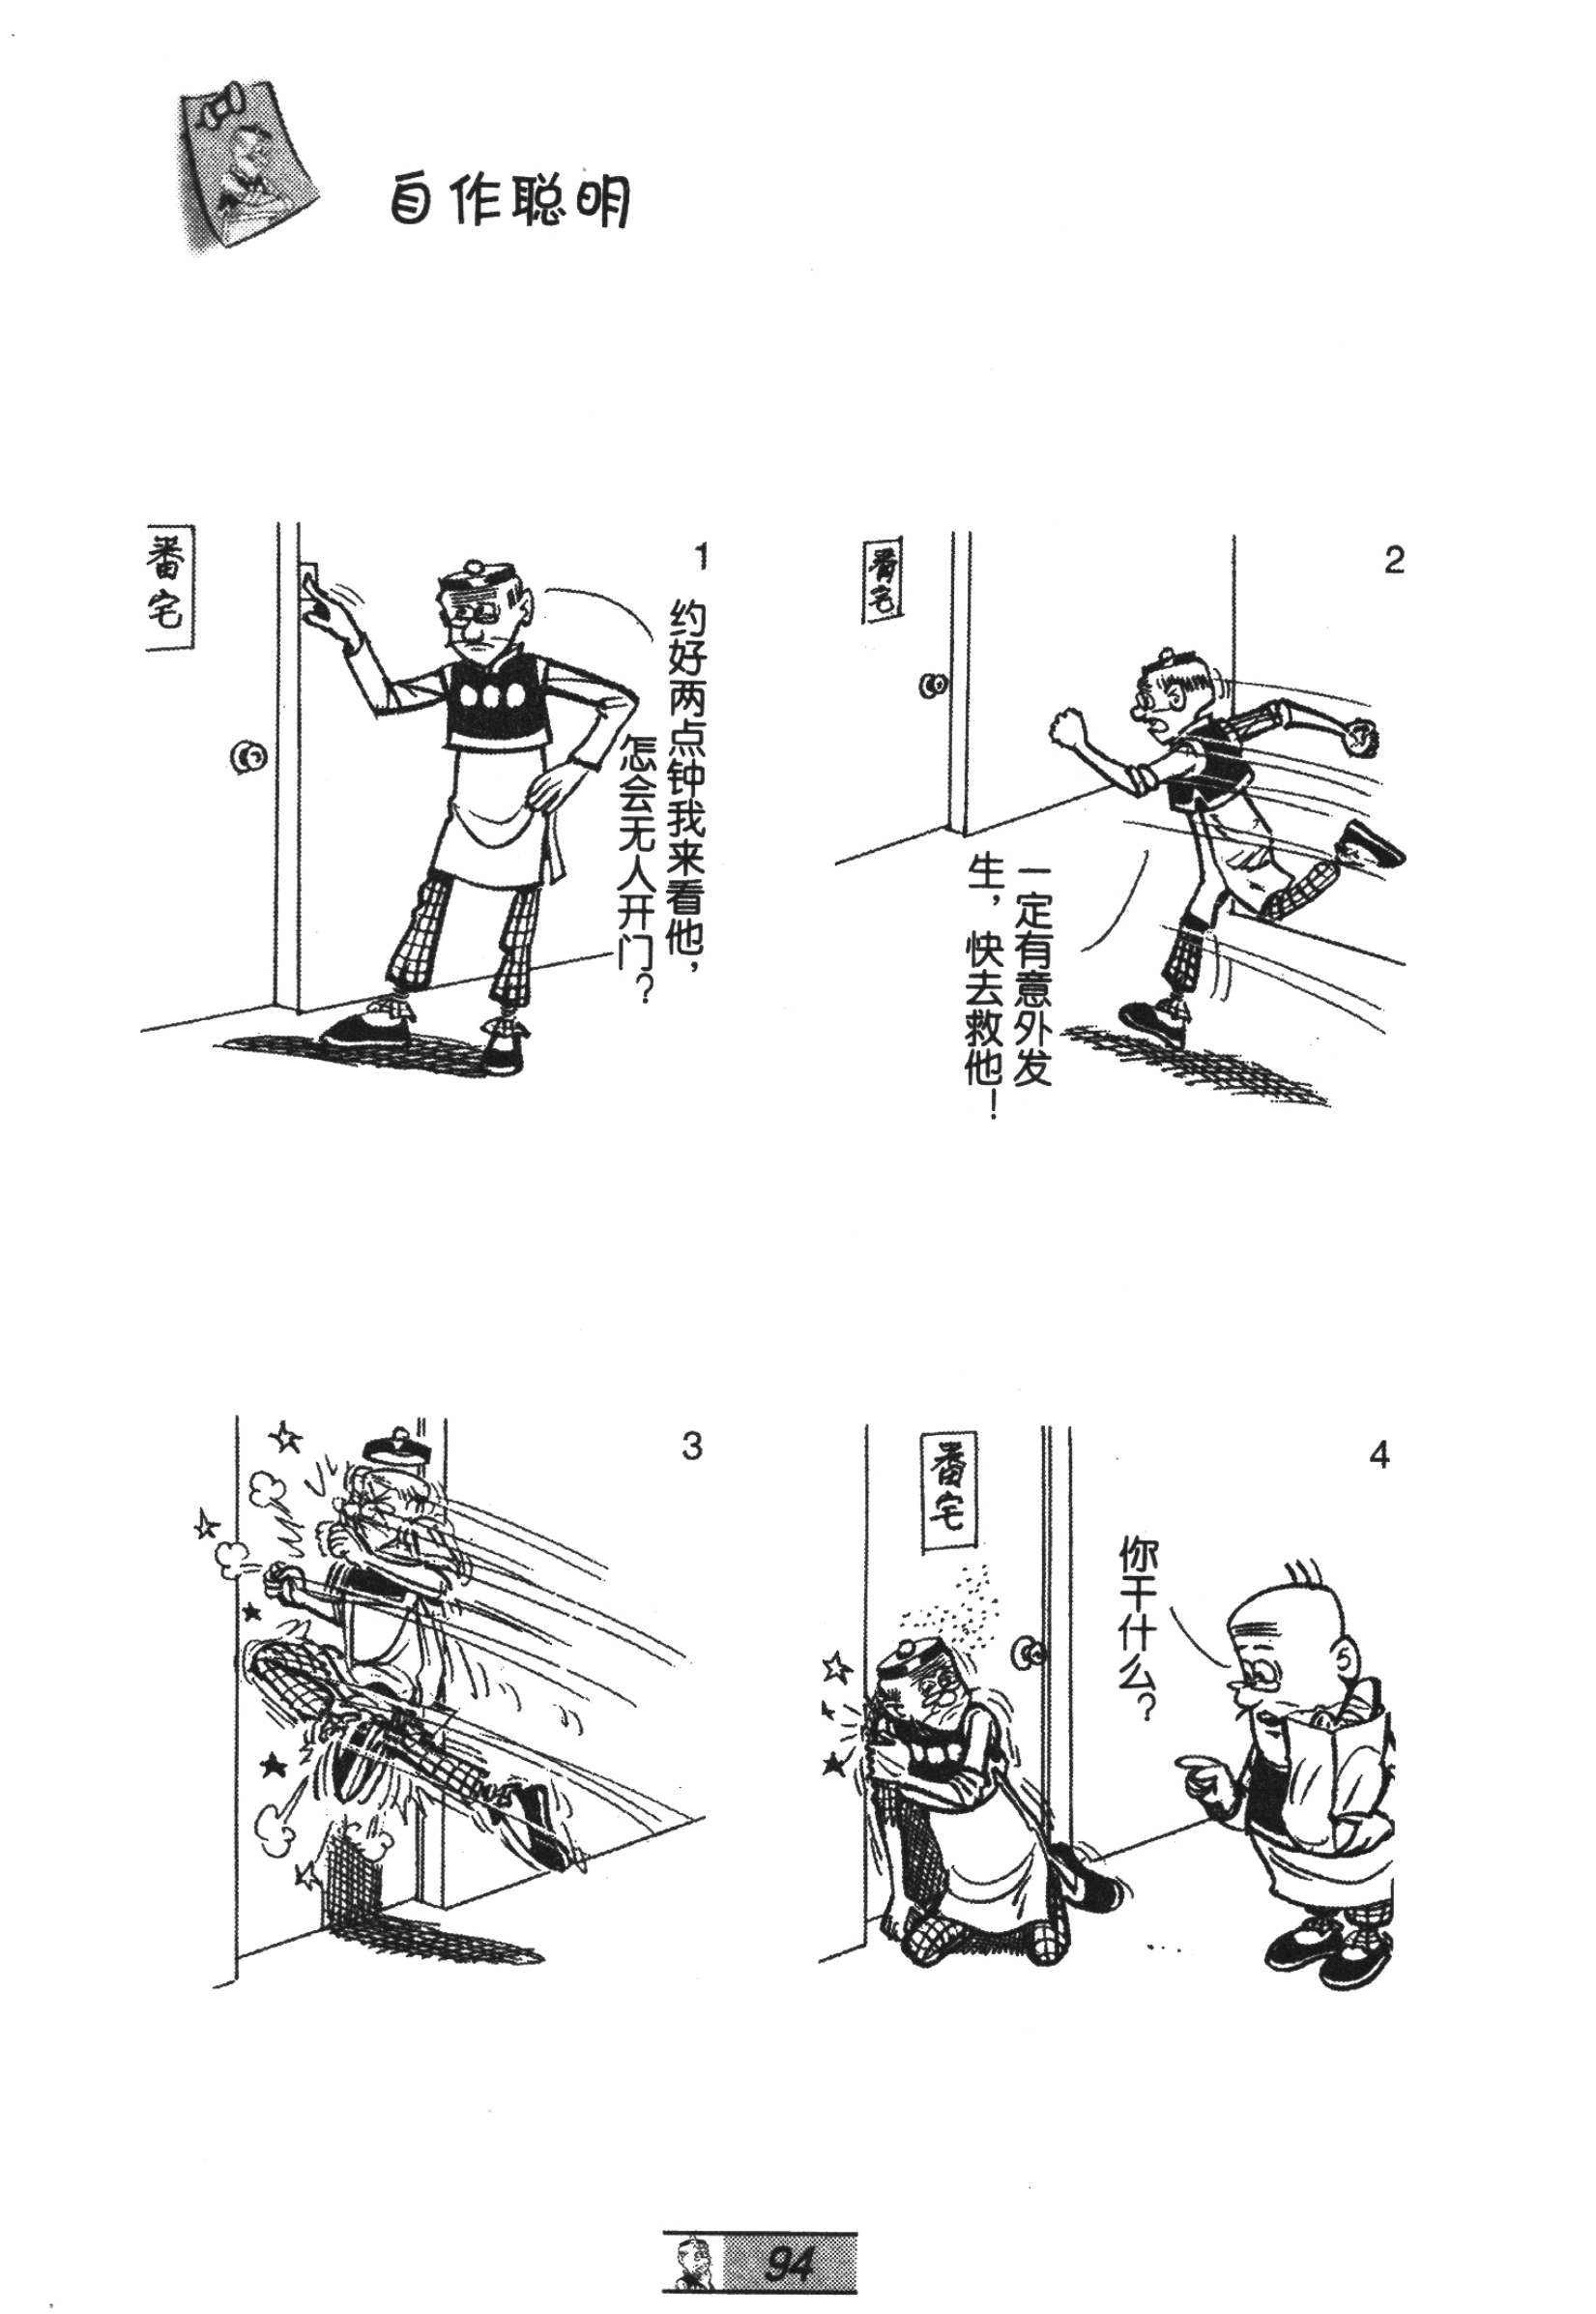 自作聪明
1
番宅
约好两点钟我来看他，
怎会无人开门？
2
番宅
一定有意外发
生，快去救他！
3
4
番宅
你干什么？
94